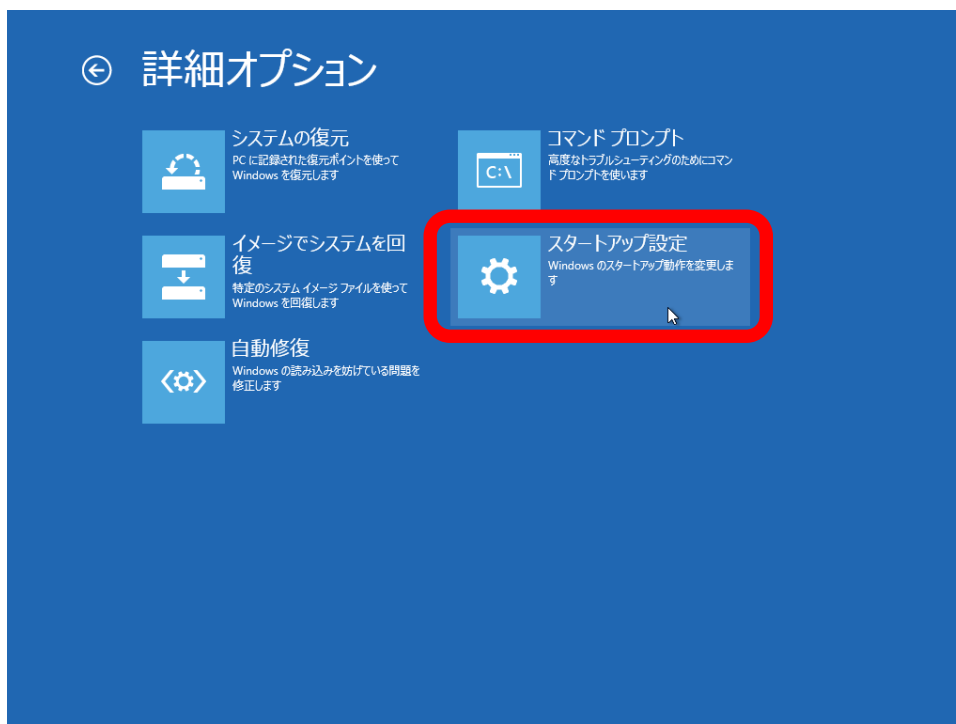 詳細オプション
システムの復元
PC に記録された復元ポイントを使って
Windows を復元します
イメージでシステムを回
復
特定のシステム イメージ ファイルを使って
Windows を回復します
自動修復
Windows の読み込みを妨げている問題を
修正します
コマンド プロンプト
高度なトラブルシューティングのためにコマン
ド プロンプトを使います
C:\
スタートアップ設定
Windows のスタートアップ動作を変更しま
す